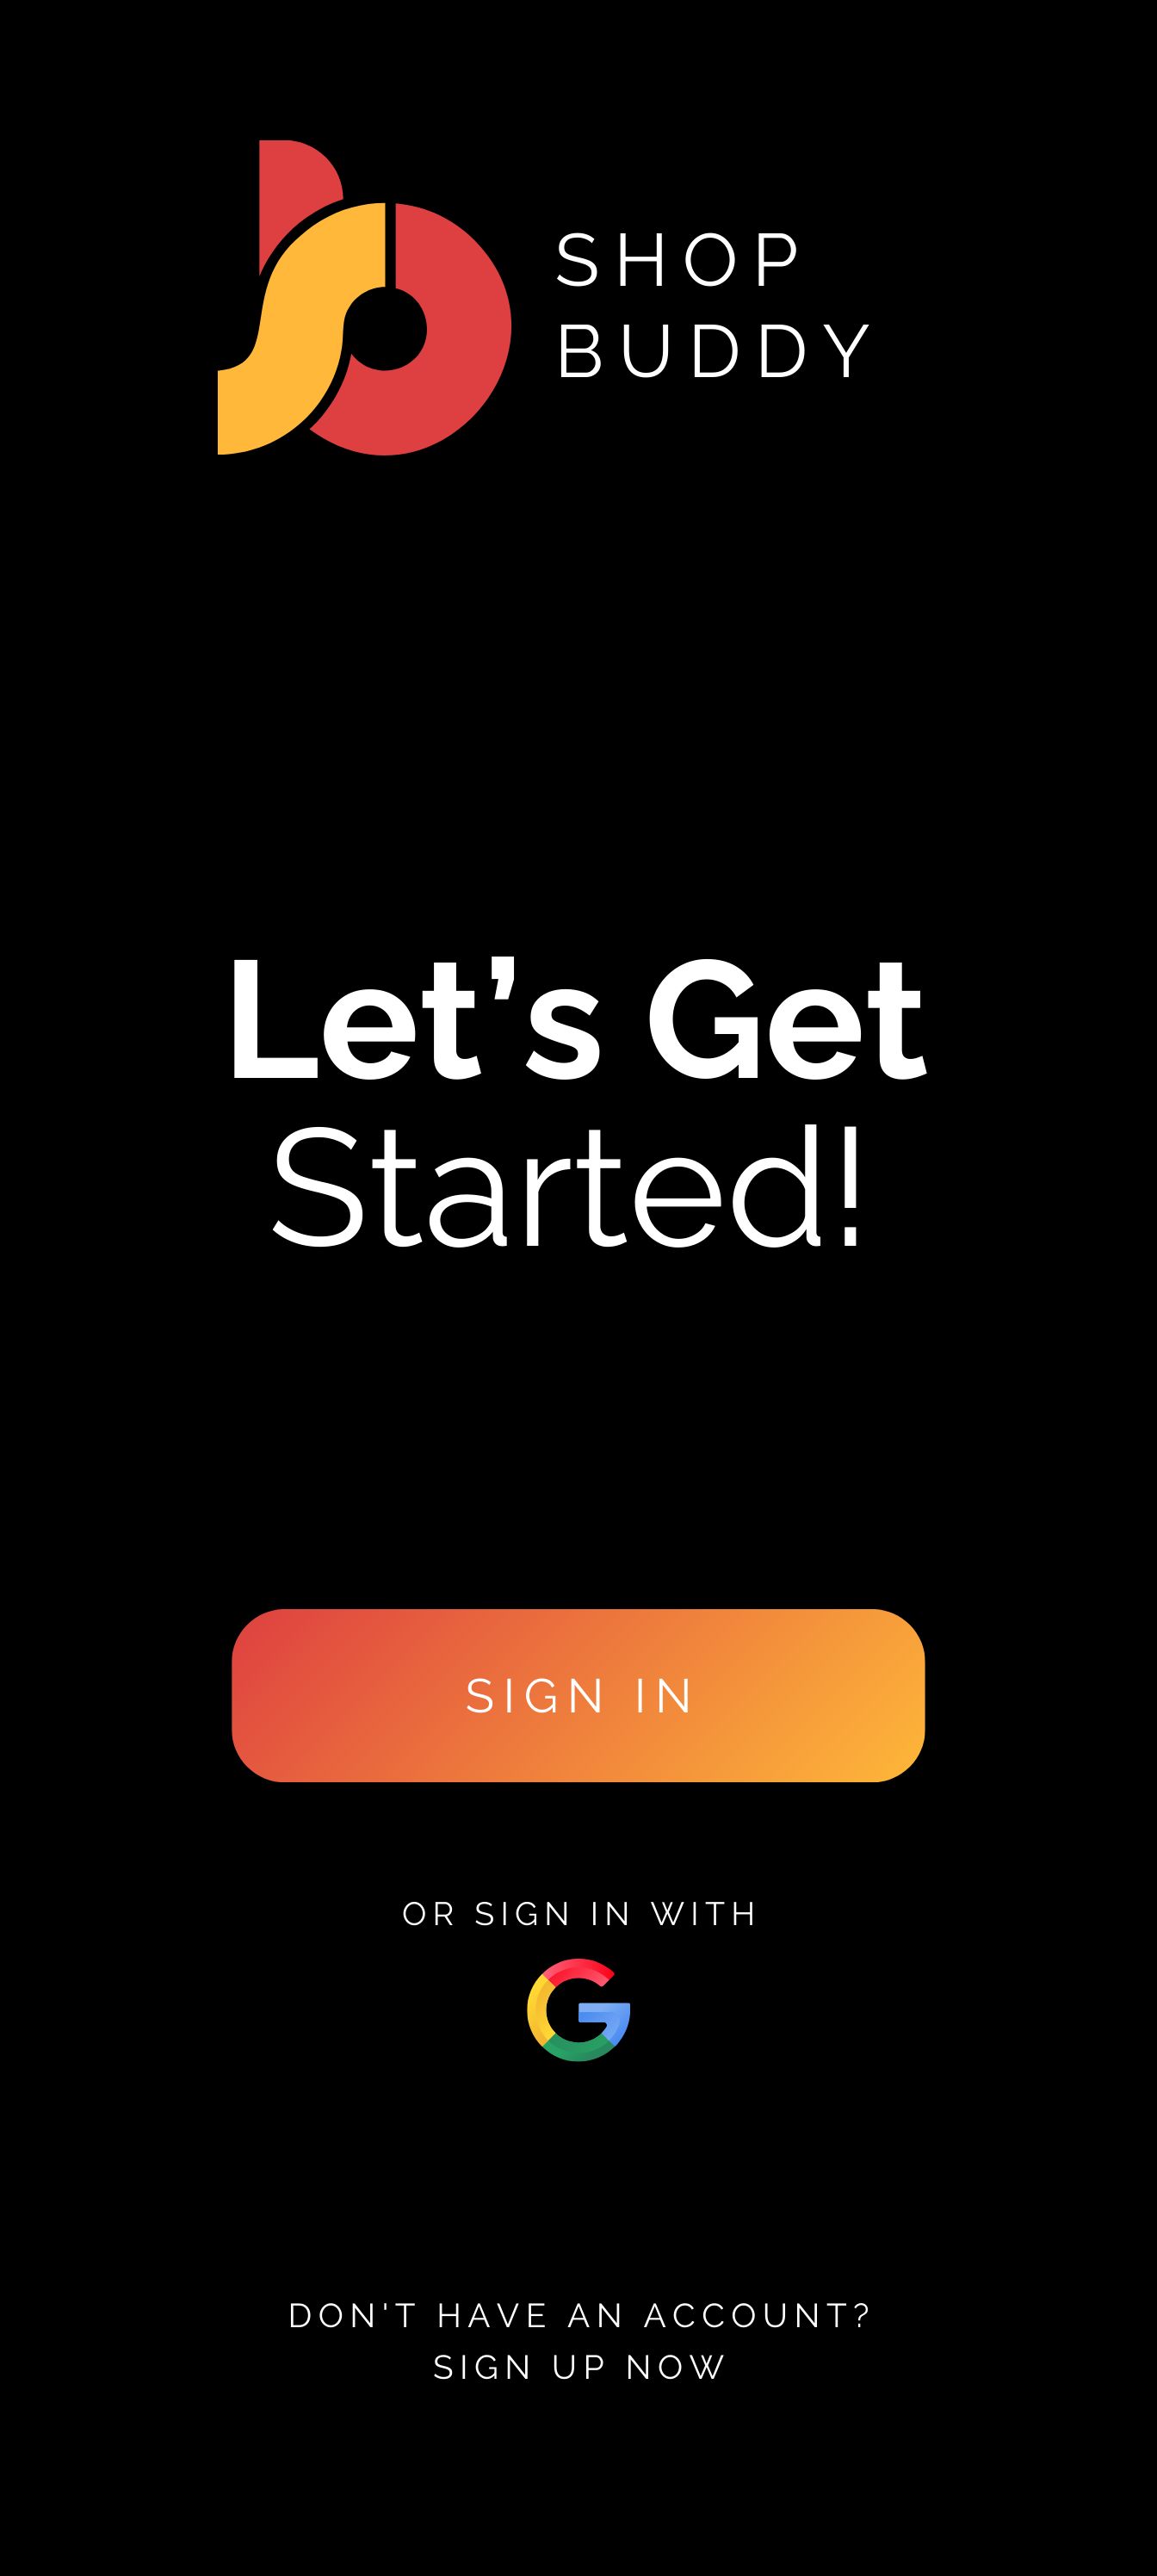 SHOP
BUDDY
Let’s Get
Started!
SIGN IN
OR SIGN IN WITH
DON'T HAVE AN ACCOUNT?
SIGN UP NOW